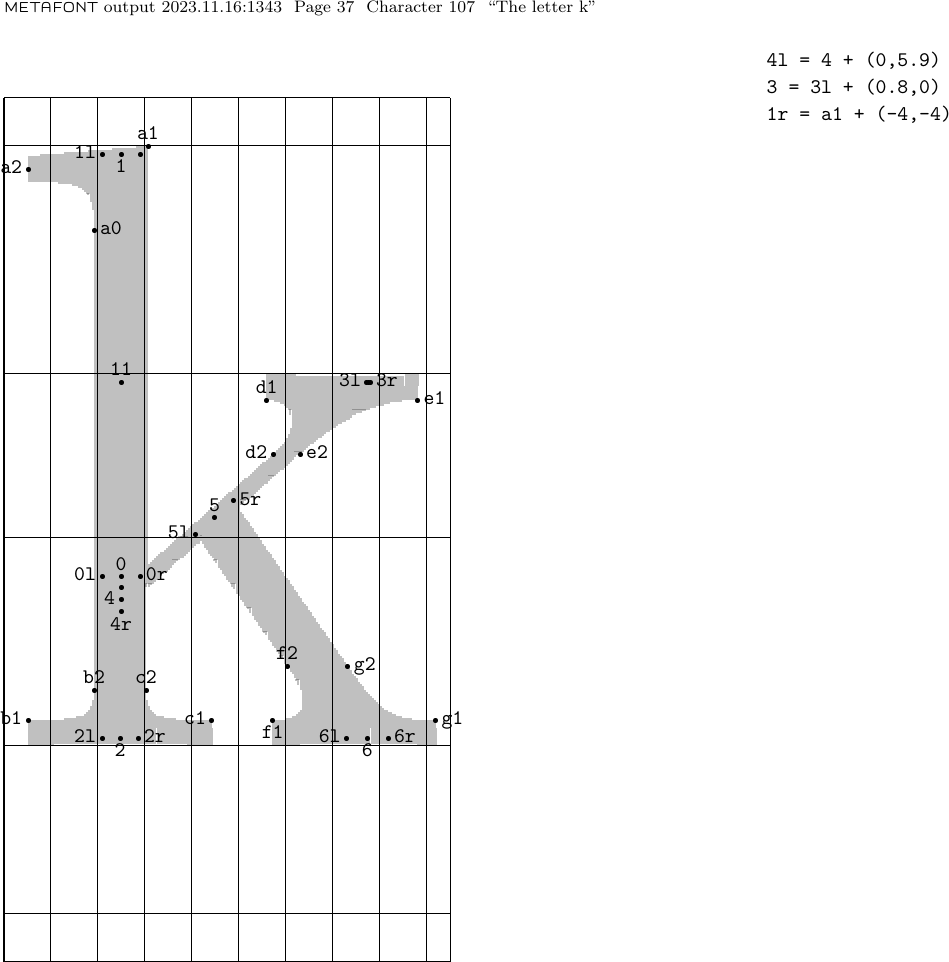 METAFONT output 2023.11.16:1343 Page 37 Character 107 “The letter k”
4l = 4 + (0,5.9)
3 = 3l + (0.8,0)
1r = a1 + (-4,-4)
a1
1l
1
a2
a0
11
d1
3l
3r
e1
d2
e2
5
5r
5l
0
0l
0r
4
4r
f2
g2
b2
c2
b1
c1
f1
g1
2l
2
2r
6l
6
6r